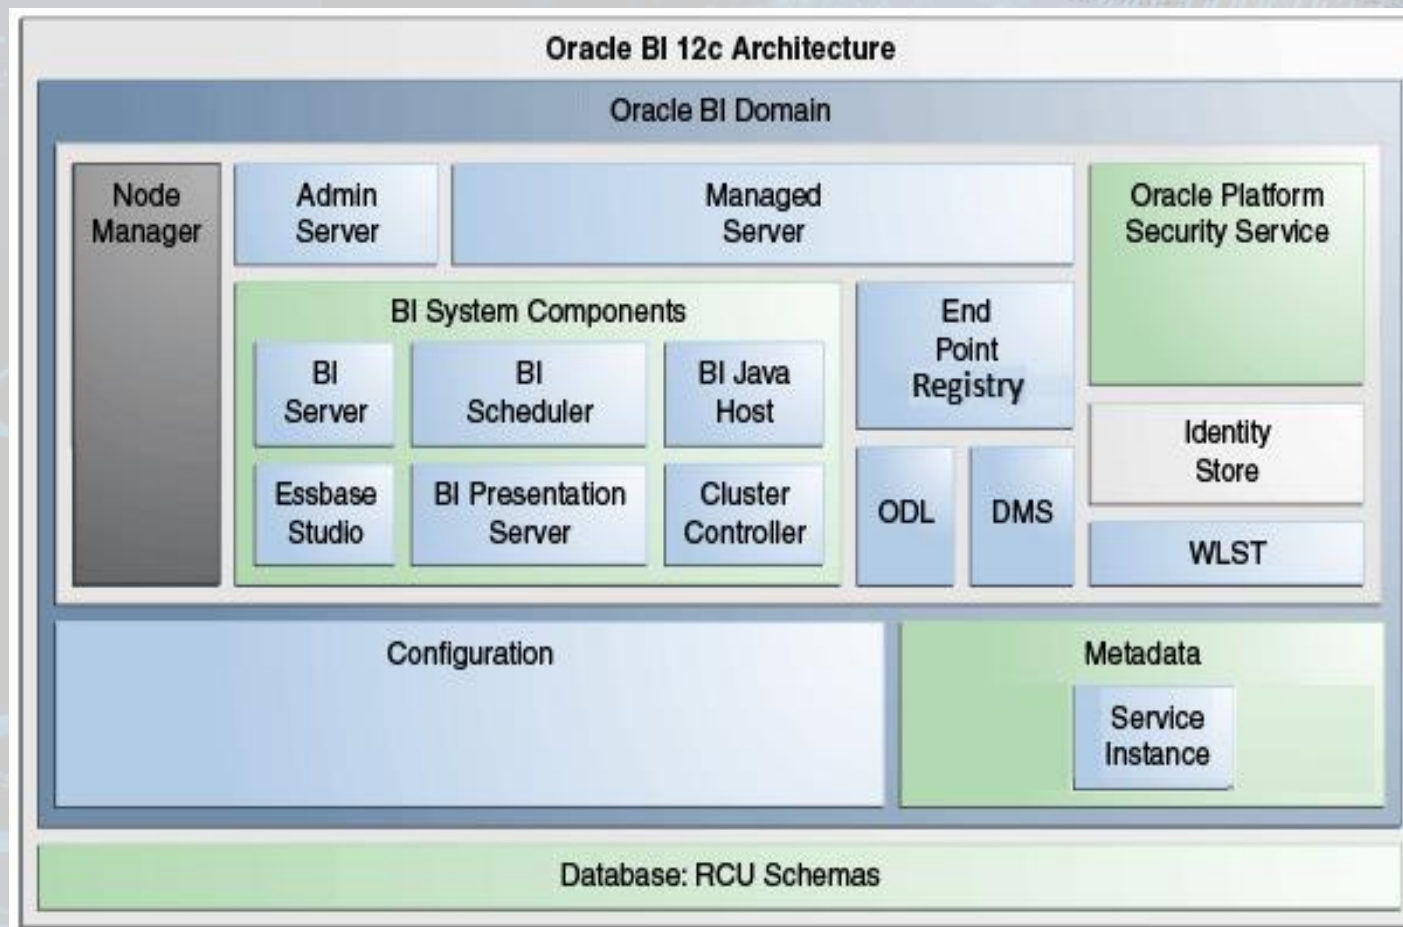 Oracle BI 12c Architecture
Oracle BI Domain
Node
Manager
Admin
Server
Managed
Server
Oracle Platform
Security Service
BI System Components
BI
Server
BI
Scheduler
BI Java
Host
Essbase
Studio
BI Presentation
Server
Cluster
Controller
End
Point
Registry
ODL
DMS
Identity
Store
WLST
Configuration
Metadata
Service
Instance
Database: RCU Schemas